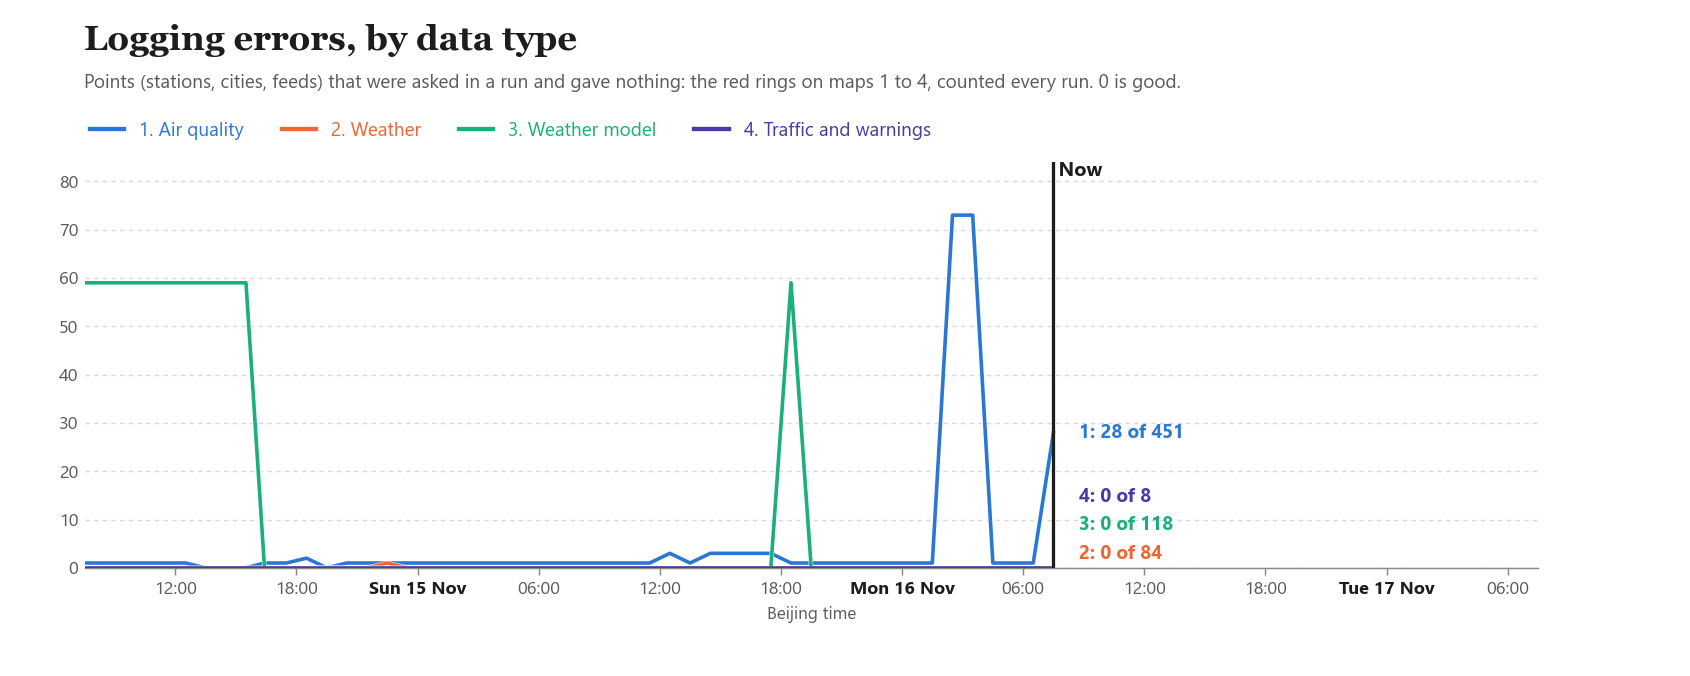 Logging errors, by data type
Points (stations, cities, feeds) that were asked in a run and gave nothing: the red rings on maps 1 to 4, counted every run. 0 is good.
1. Air quality 2. Weather 3. Weather model 4. Traffic and warnings
Now
80
70
60
50
40
30
20
10
0
1: 28 of 451
4: 0 of 8
3: 0 of 118
2: 0 of 84
12:00 18:00 Sun 15 Nov 06:00 12:00 18:00 Mon 16 Nov 06:00 12:00 18:00 Tue 17 Nov 06:00
Beijing time